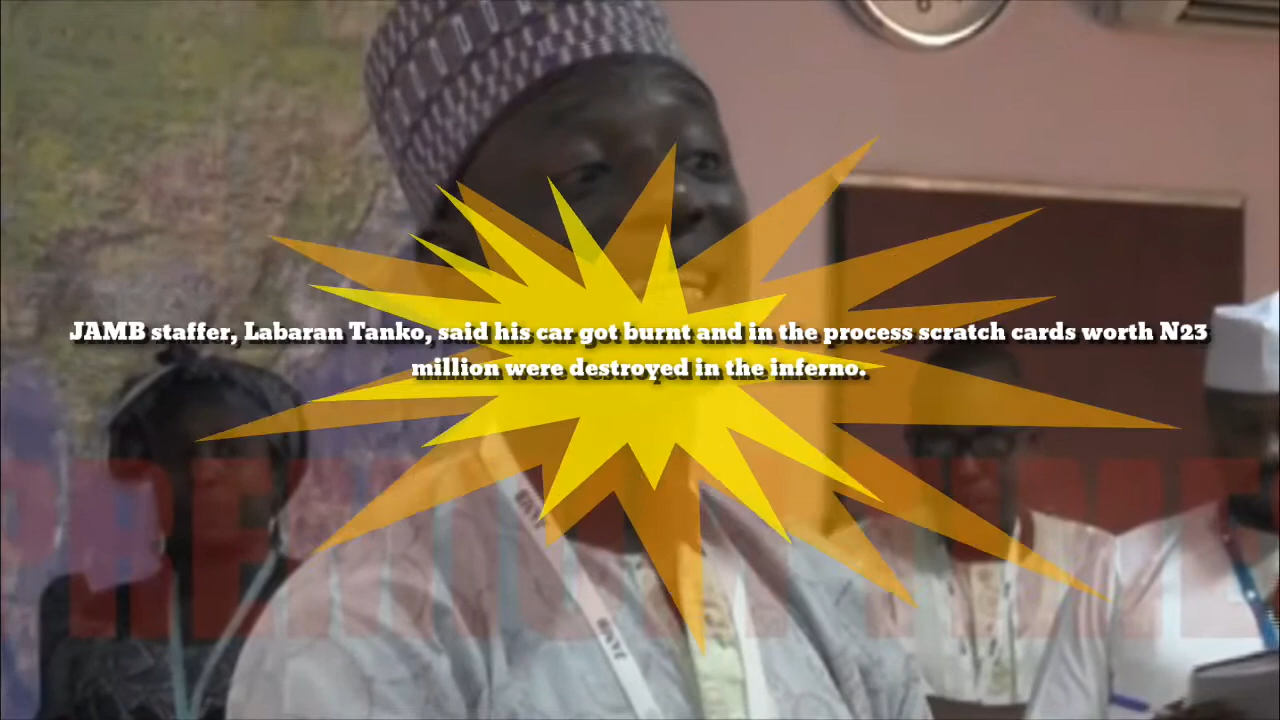 JAMB staffer, Labaran Tanko, said his car got burnt and in the process scratch cards worth N23
million were destroyed in the inferno.
JAMB